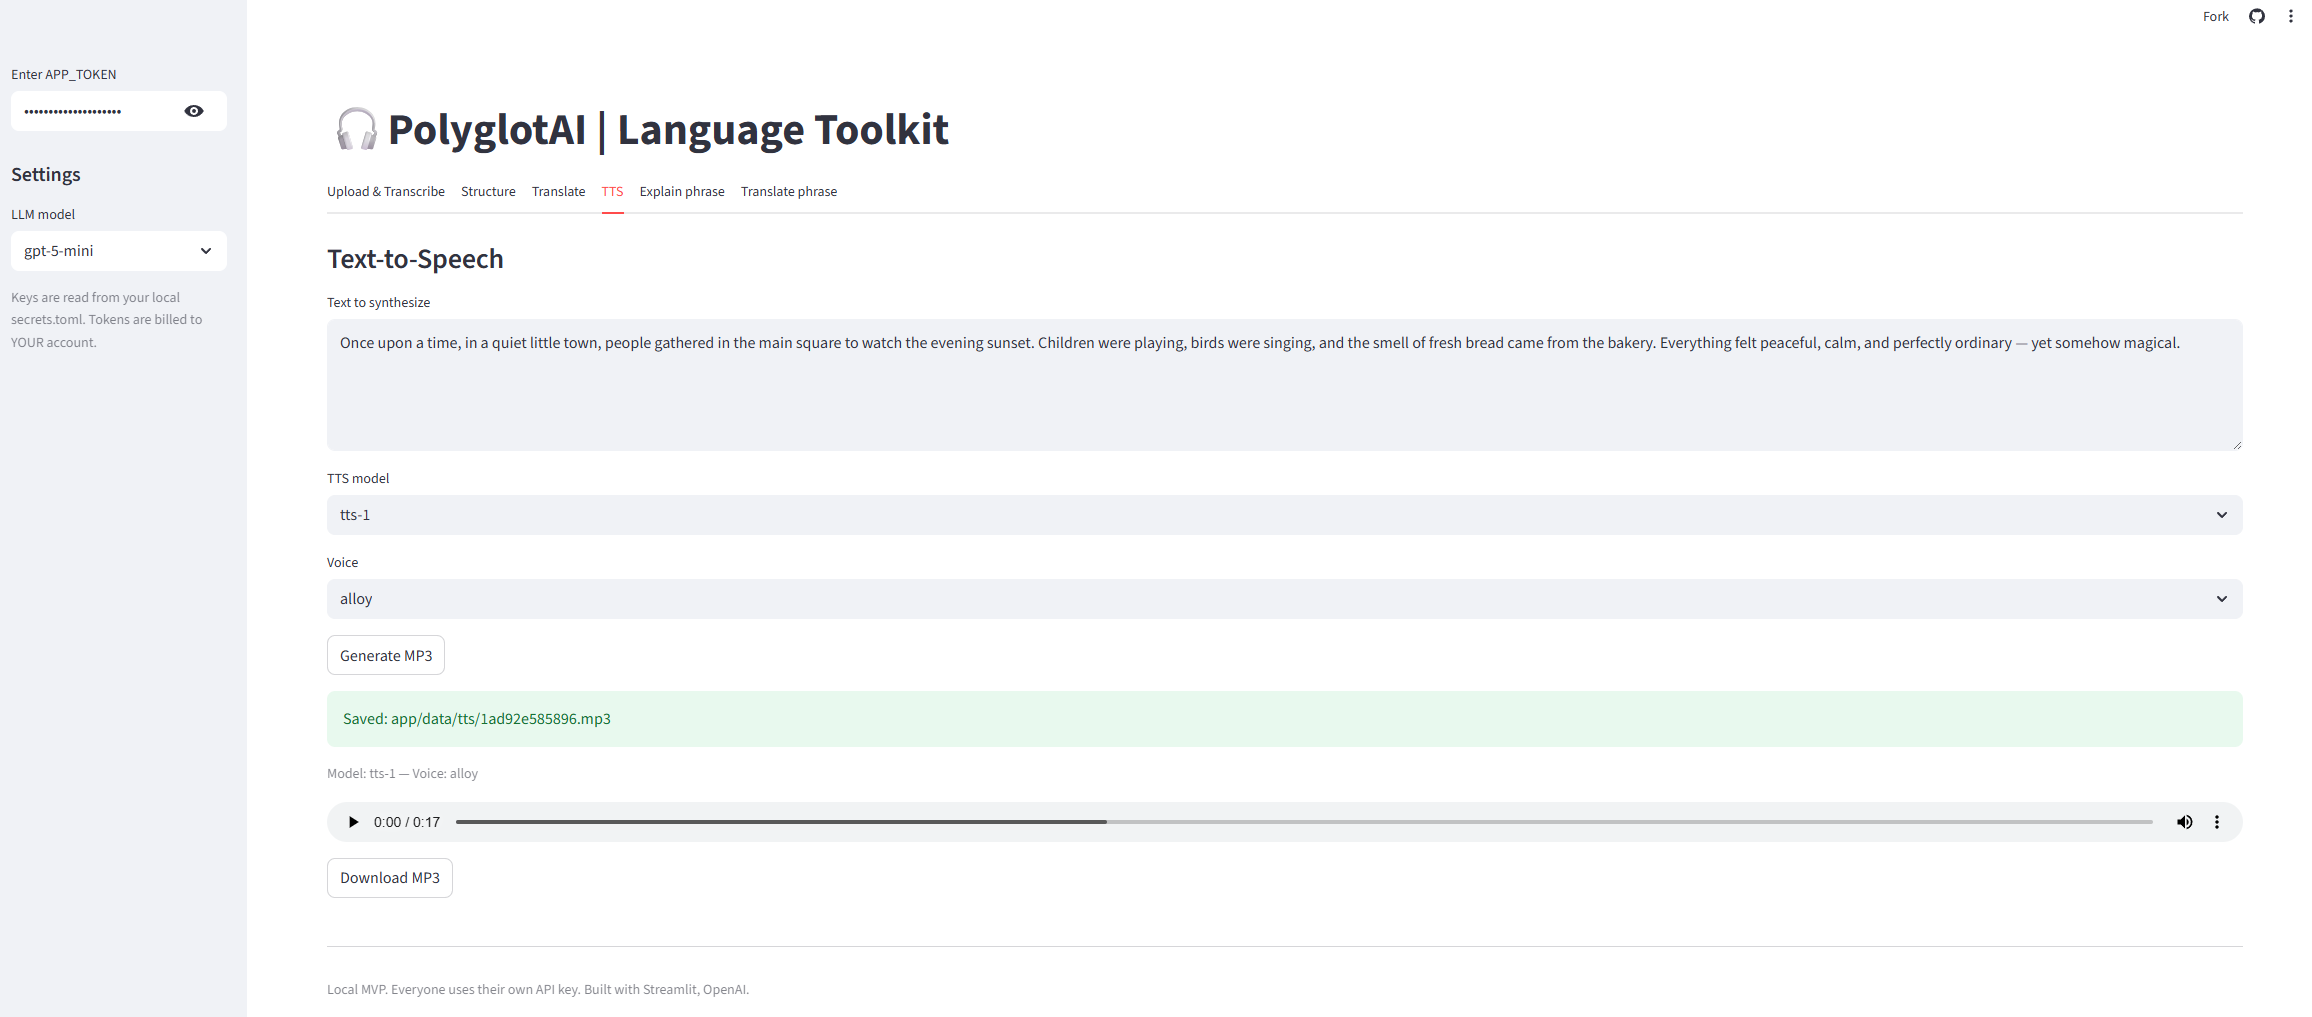 Fork
Enter APP_TOKEN
Settings
LLM model
gpt-5-mini
Keys are read from your local
secrets.toml. Tokens are billed to
YOUR account.
PolyglotAI | Language Toolkit
Upload & Transcribe Structure Translate TTS Explain phrase Translate phrase
Text-to-Speech
Text to synthesize
Once upon a time, in a quiet little town, people gathered in the main square to watch the evening sunset. Children were playing, birds were singing, and the smell of fresh bread came from the bakery. Everything felt peaceful, calm, and perfectly ordinary — yet somehow magical.
TTS model
tts-1
Voice
alloy
Generate MP3
Saved: app/data/tts/1ad92e585896.mp3
Model: tts-1 — Voice: alloy
0:00 / 0:17
Download MP3
Local MVP. Everyone uses their own API key. Built with Streamlit, OpenAI.